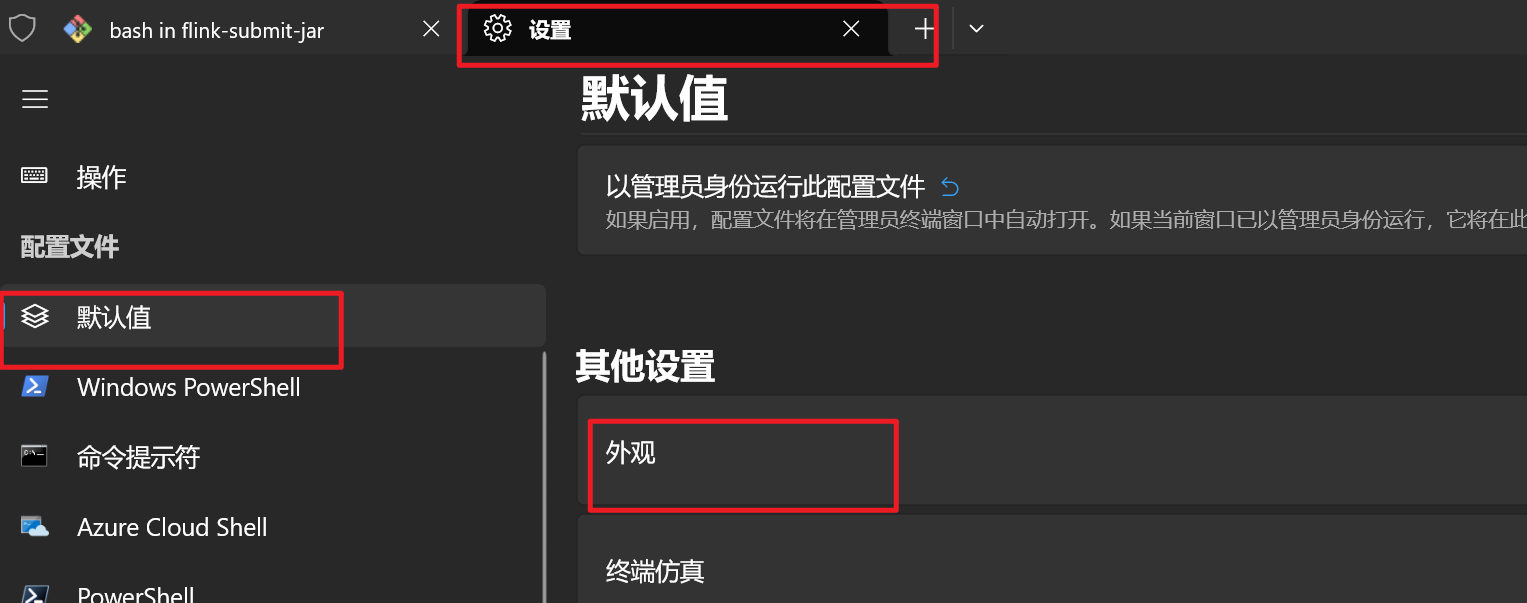 bash in flink-submit-jar
设置
操作
配置文件
默认值
Windows PowerShell
命令提示符
Azure Cloud Shell
PowerShell
默认值
以管理员身份运行此配置文件
如果启用，配置文件将在管理员终端窗口中自动打开。如果当前窗口已以管理员身份运行，它将在此
其他设置
外观
终端仿真